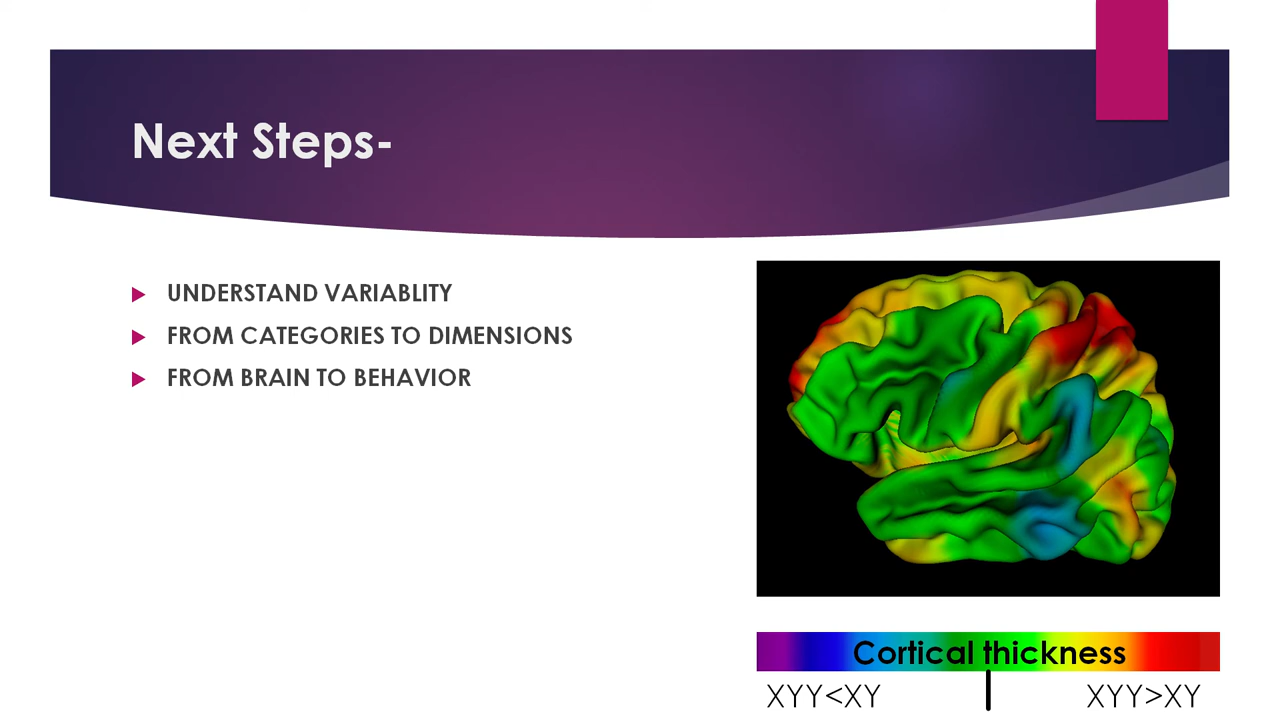 Next Steps-
UNDERSTAND VARIABLITY
FROM CATEGORIES TO DIMENSIONS
FROM BRAIN TO BEHAVIOR
Cortical thickness
XYY<XY
XYY>XY